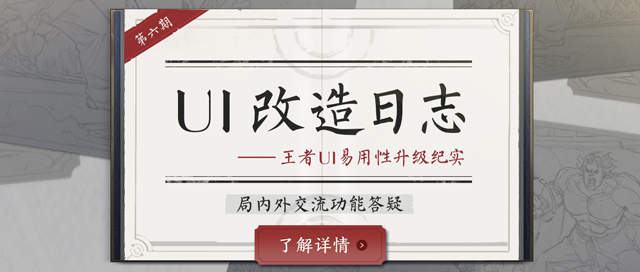 第六期
UI改造日志
——王者UI易用性升级纪实
局内外交流功能答疑
了解详情